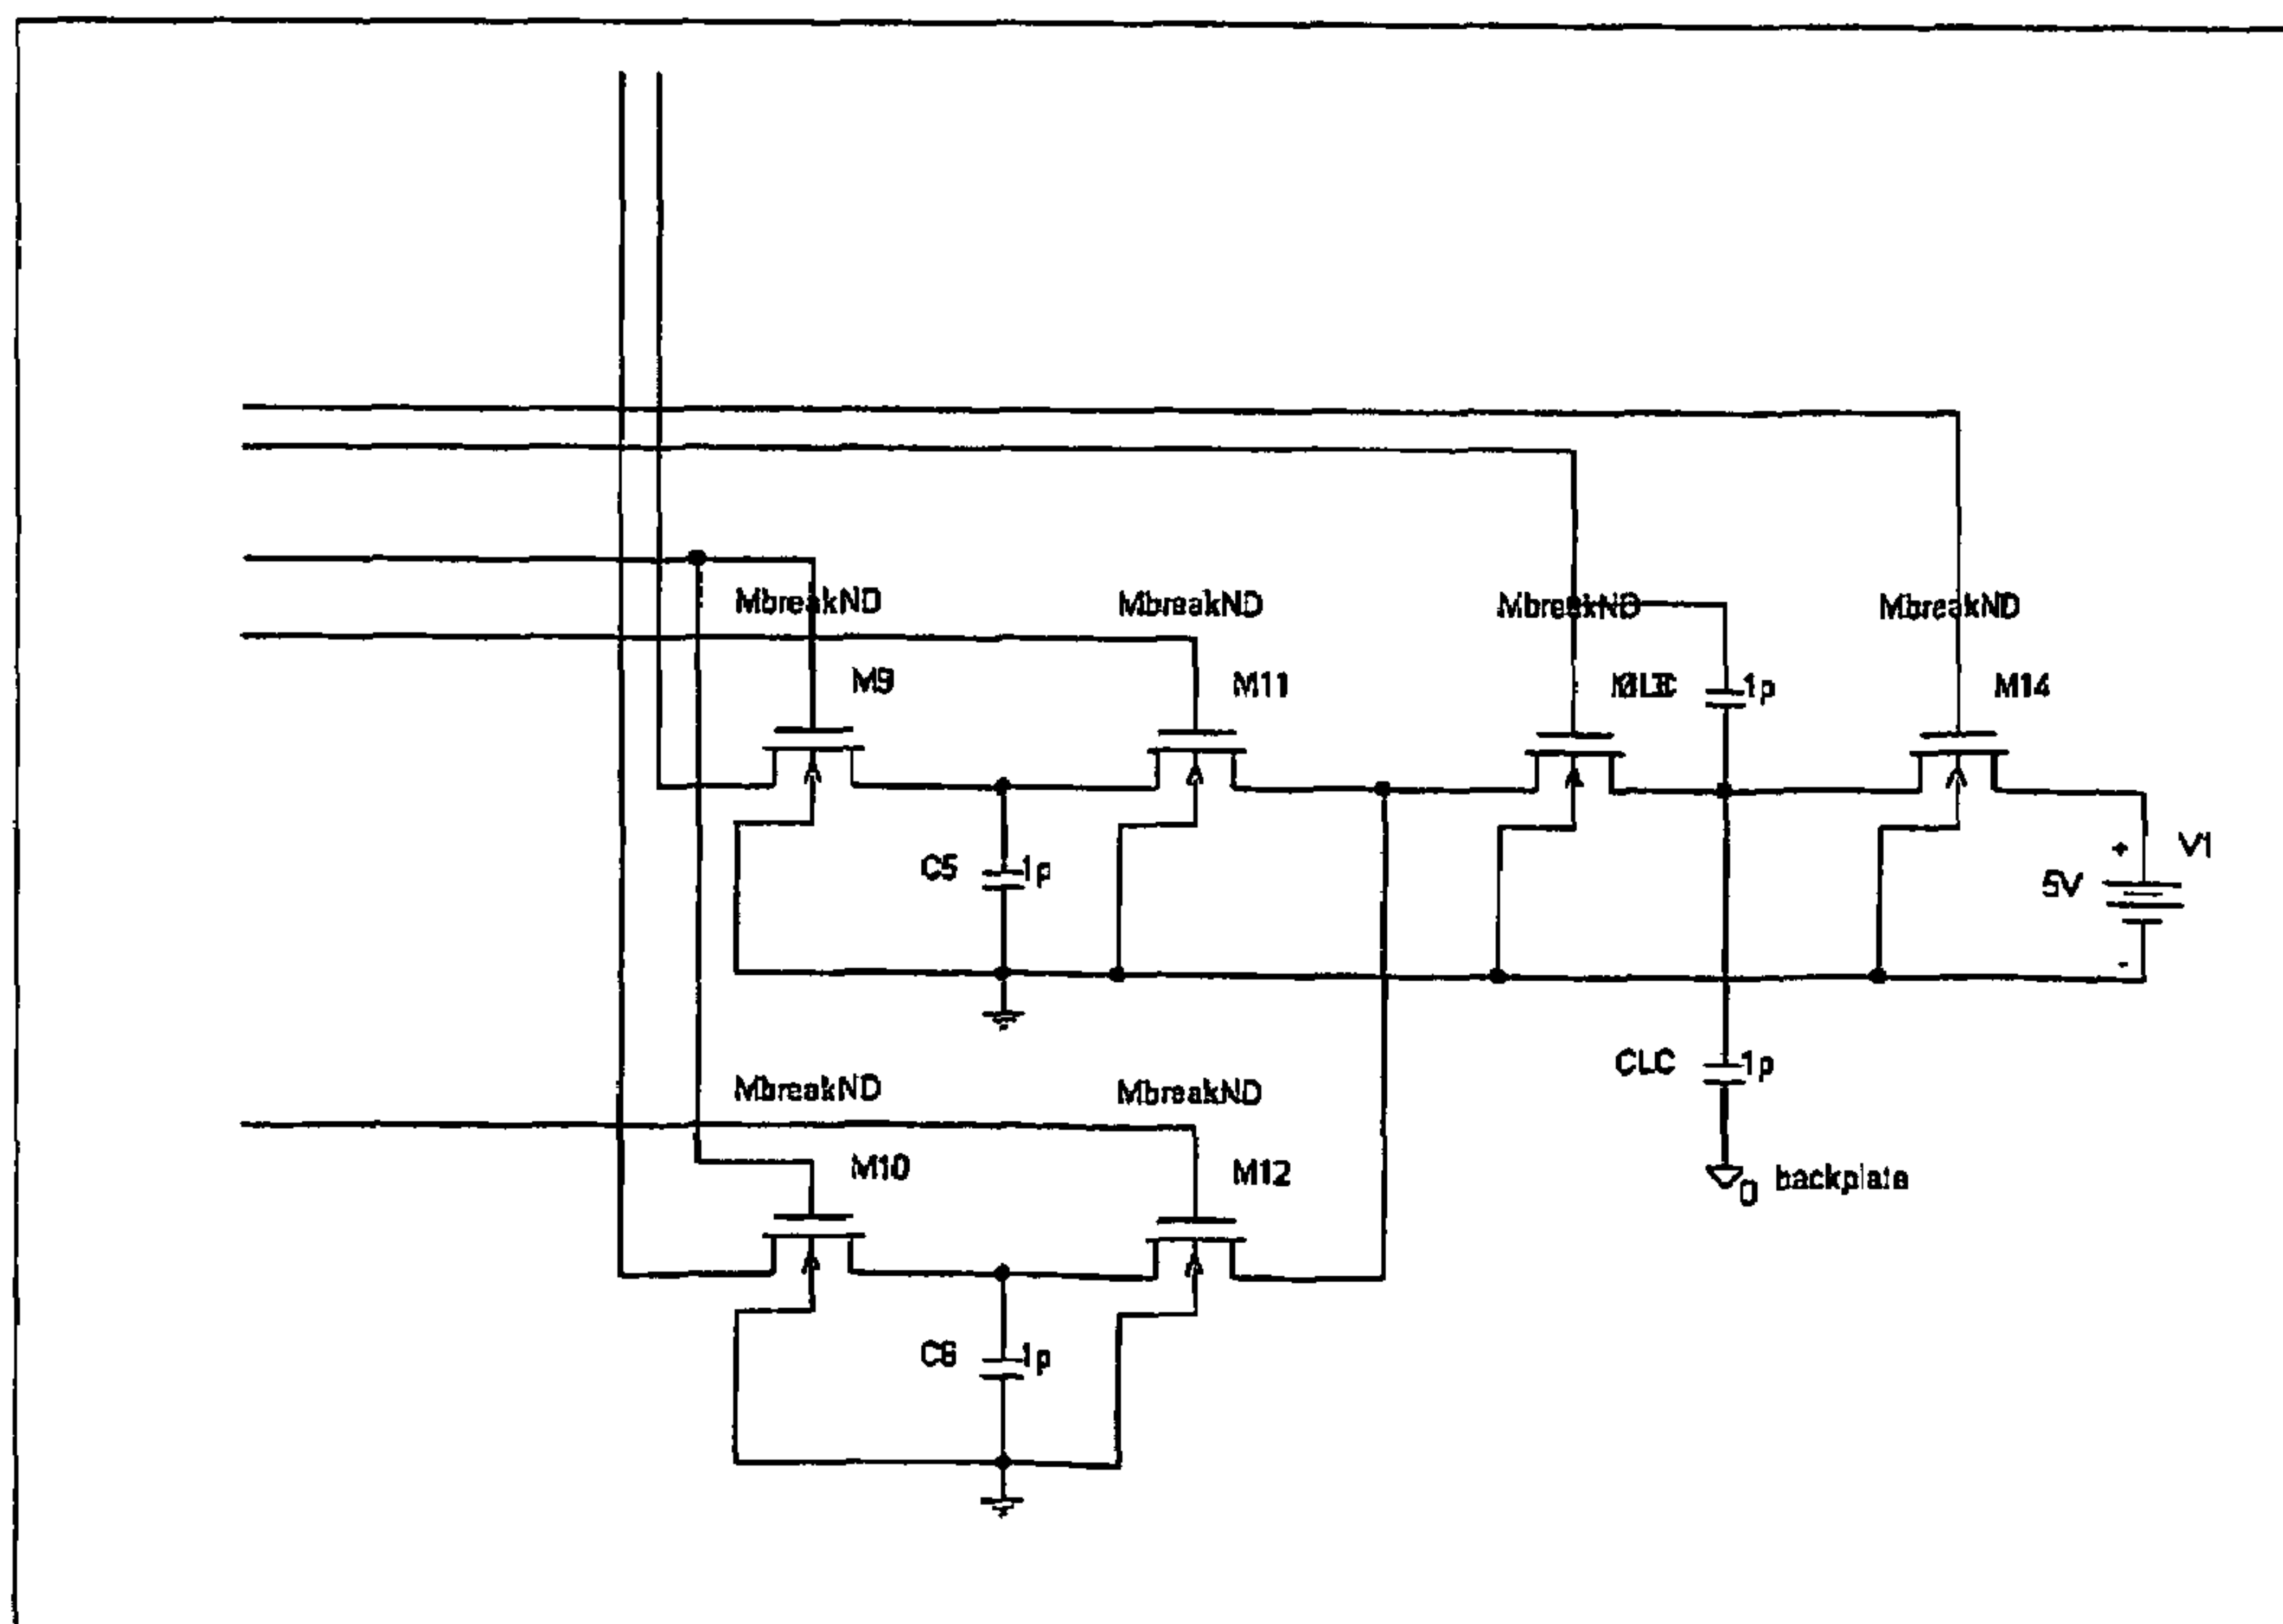 MbreakND
MbreakND
MbreakND
MbreakND
M9
M11
1p
M14
+
V1
5V
C5
1p
-
CLC
1p
MbreakND
MbreakND
M10
M12
0
backplate
C6
1p